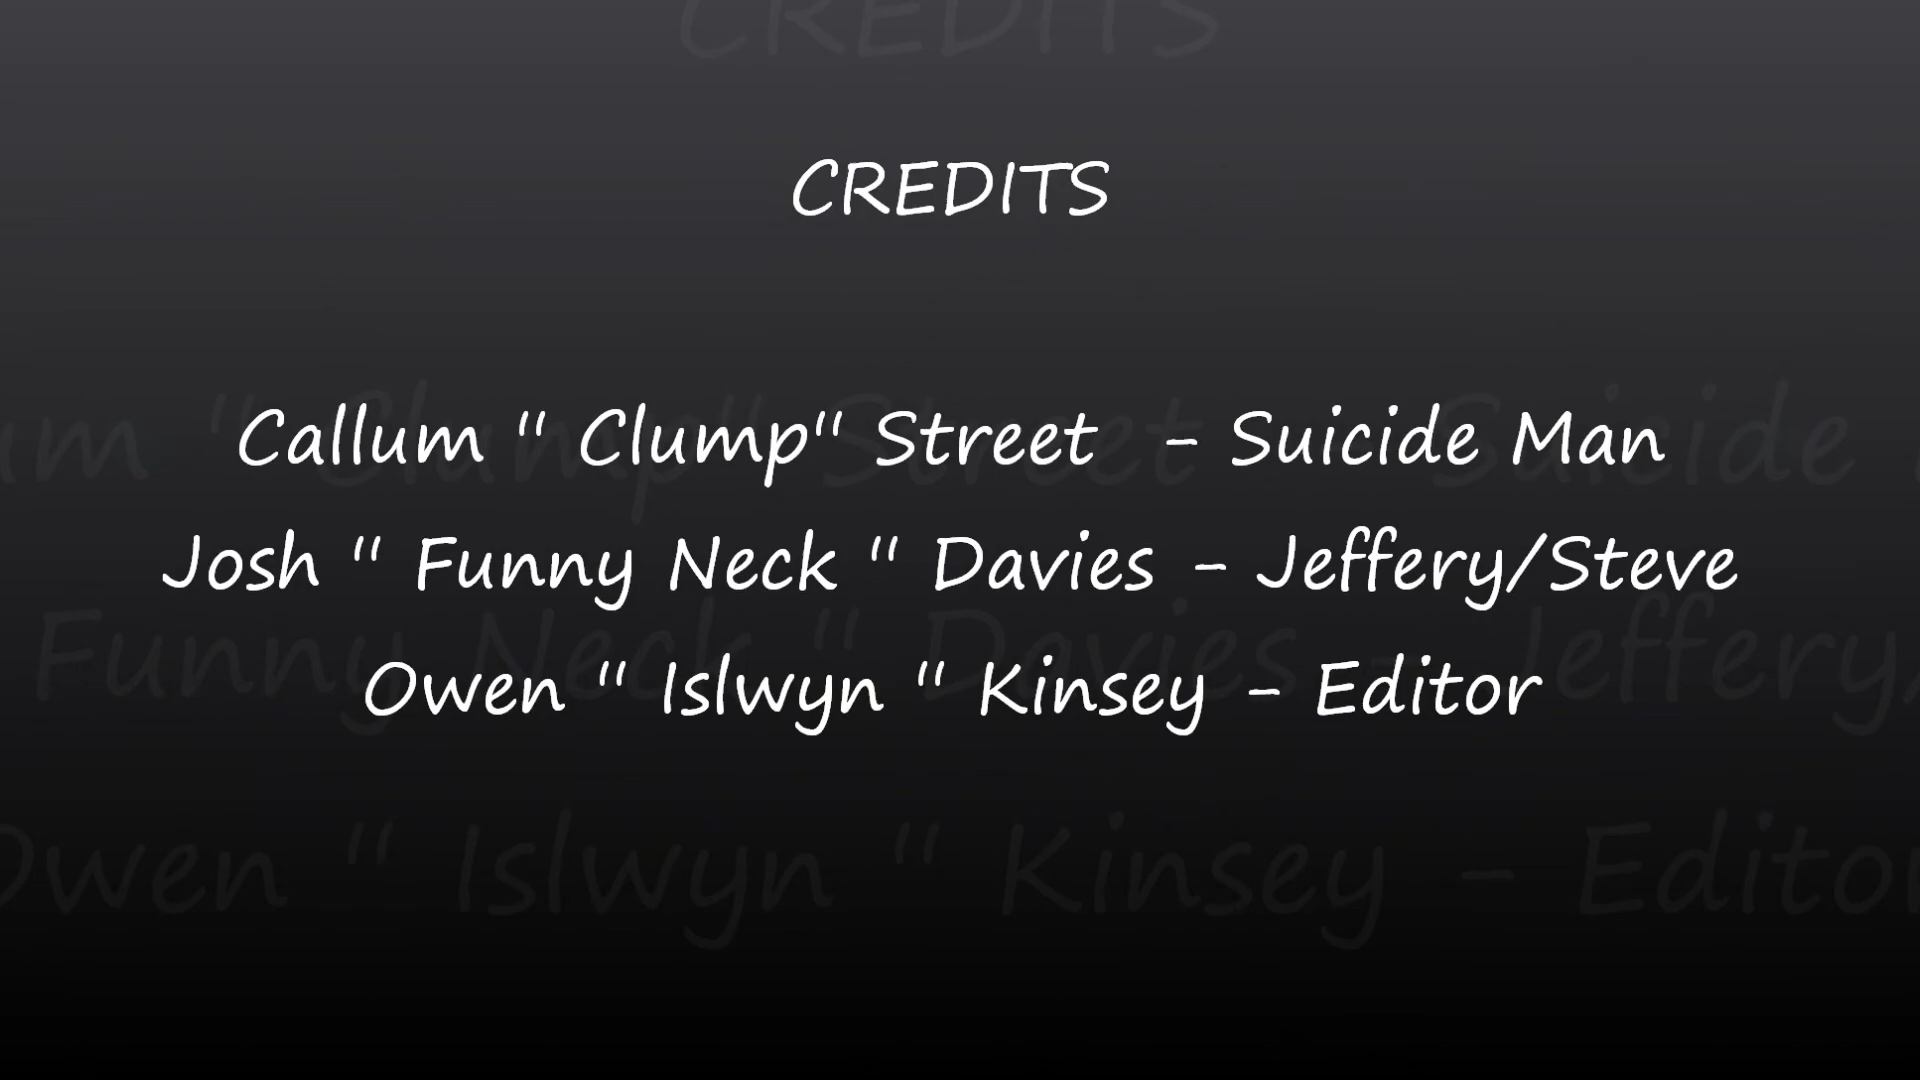 CREDITS
Callum " Clump" Street - Suicide Man
Josh " Funny Neck " Davies - Jeffery/Steve
Owen " Islwyn " Kinsey - Editor